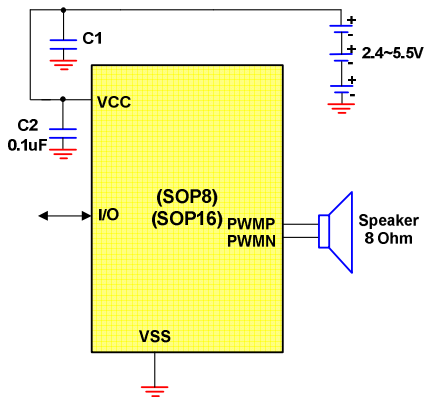 +
-
+
-
+
-
C1
2.4~5.5V
VCC
C2
0.1uF
(SOP8)
(SOP16)
I/O
PWMP
PWMN
Speaker
8 Ohm
VSS